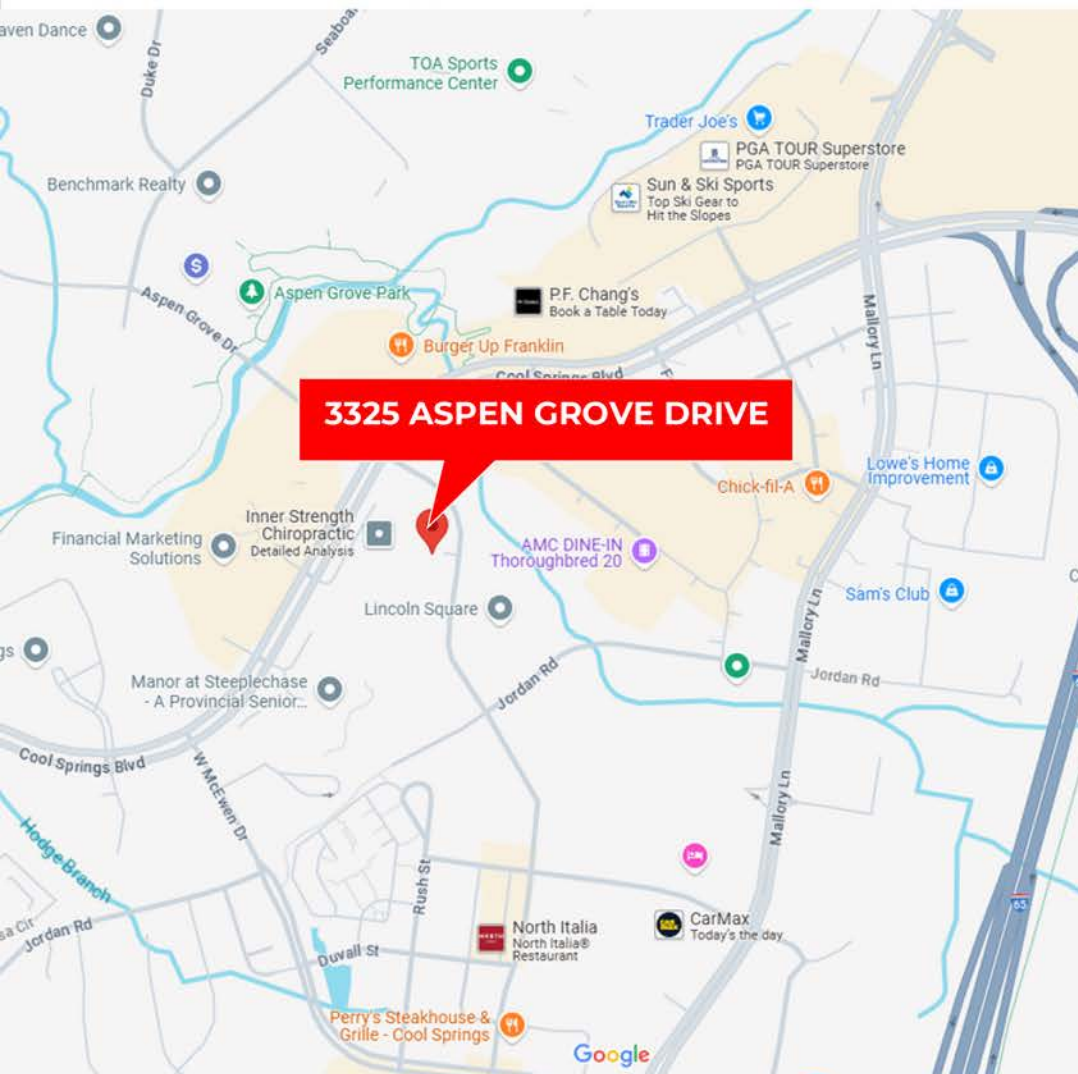 aven Dance
Duke Dr
Seaboa
TOA Sports
Performance Center
Trader Joe's
PGA TOUR Superstore
PGA TOUR Superstore
Benchmark Realty
Sun & Ski Sports
Top Ski Gear to
Hit the Slopes
$
Aspen Grove Park
Aspen Grove Dr
P.F. Chang's
Book a Table Today
Mallory Ln
Burger Up Franklin
Cool Springs Blvd
F
3325 ASPEN GROVE DRIVE
Lowe's Home
Improvement
Chick-fil-A
Inner Strength
Chiropractic
Detailed Analysis
Financial Marketing
Solutions
AMC DINE-IN
Thoroughbred 20
C
Sam's Club
Lincoln Square
Mallory Ln
gs
Jordan Rd
Jordan Rd
Manor at Steeplechase
- A Provincial Senior...
Cool Springs Blvd
W McEwen Dr
Mallory Ln
Hodge Branch
Rush St
65
sa Cir
Jordan Rd
North Italia
North Italia®
Restaurant
CarMax
Today's the day
Duvall St
Perry's Steakhouse &
Grille - Cool Springs
Google